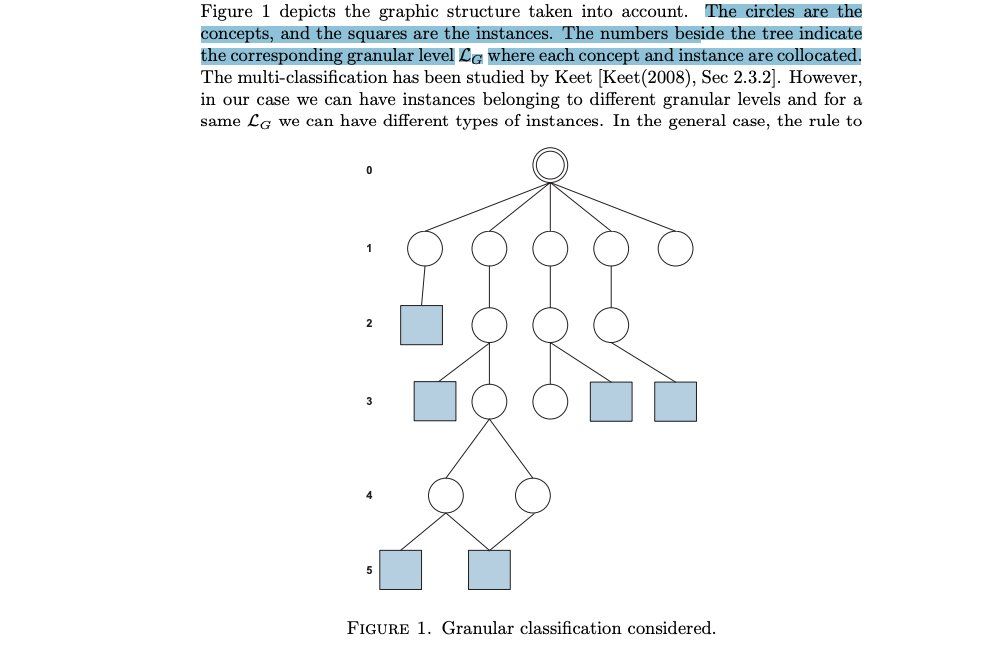 Figure 1 depicts the graphic structure taken into account. The circles are the
concepts, and the squares are the instances. The numbers beside the tree indicate
the corresponding granular level ℒG where each concept and instance are collocated.
The multi-classification has been studied by Keet [Keet(2008), Sec 2.3.2]. However,
in our case we can have instances belonging to different granular levels and for a
same ℒG we can have different types of instances. In the general case, the rule to
0
1
2
3
4
5
FIGURE 1. Granular classification considered.